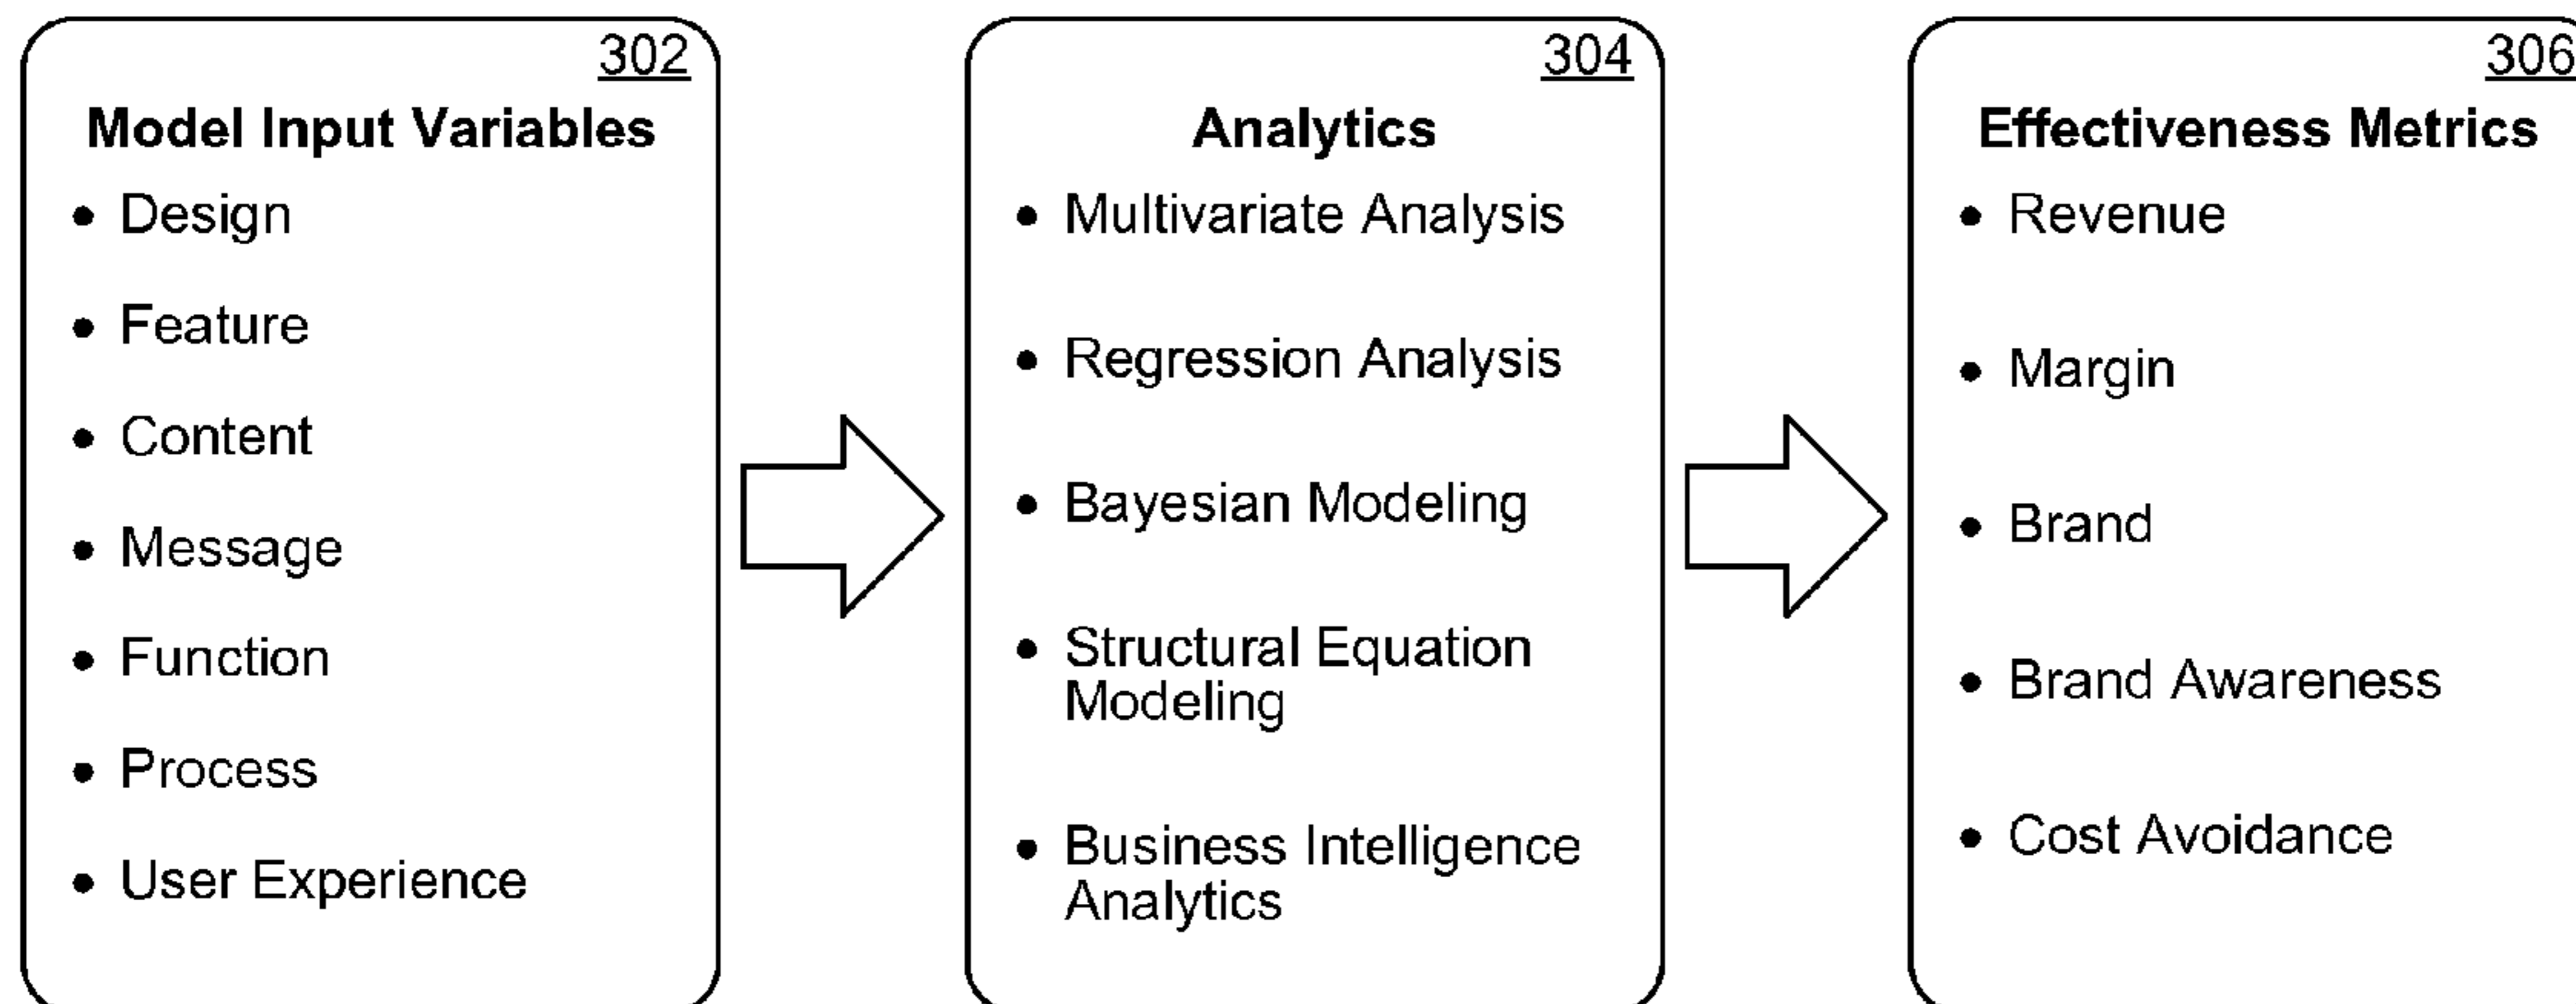 302
Model Input Variables
• Design
• Feature
• Content
• Message
• Function
• Process
• User Experience
304
Analytics
• Multivariate Analysis
• Regression Analysis
• Bayesian Modeling
• Structural Equation
Modeling
• Business Intelligence
Analytics
306
Effectiveness Metrics
• Revenue
• Margin
• Brand
• Brand Awareness
• Cost Avoidance